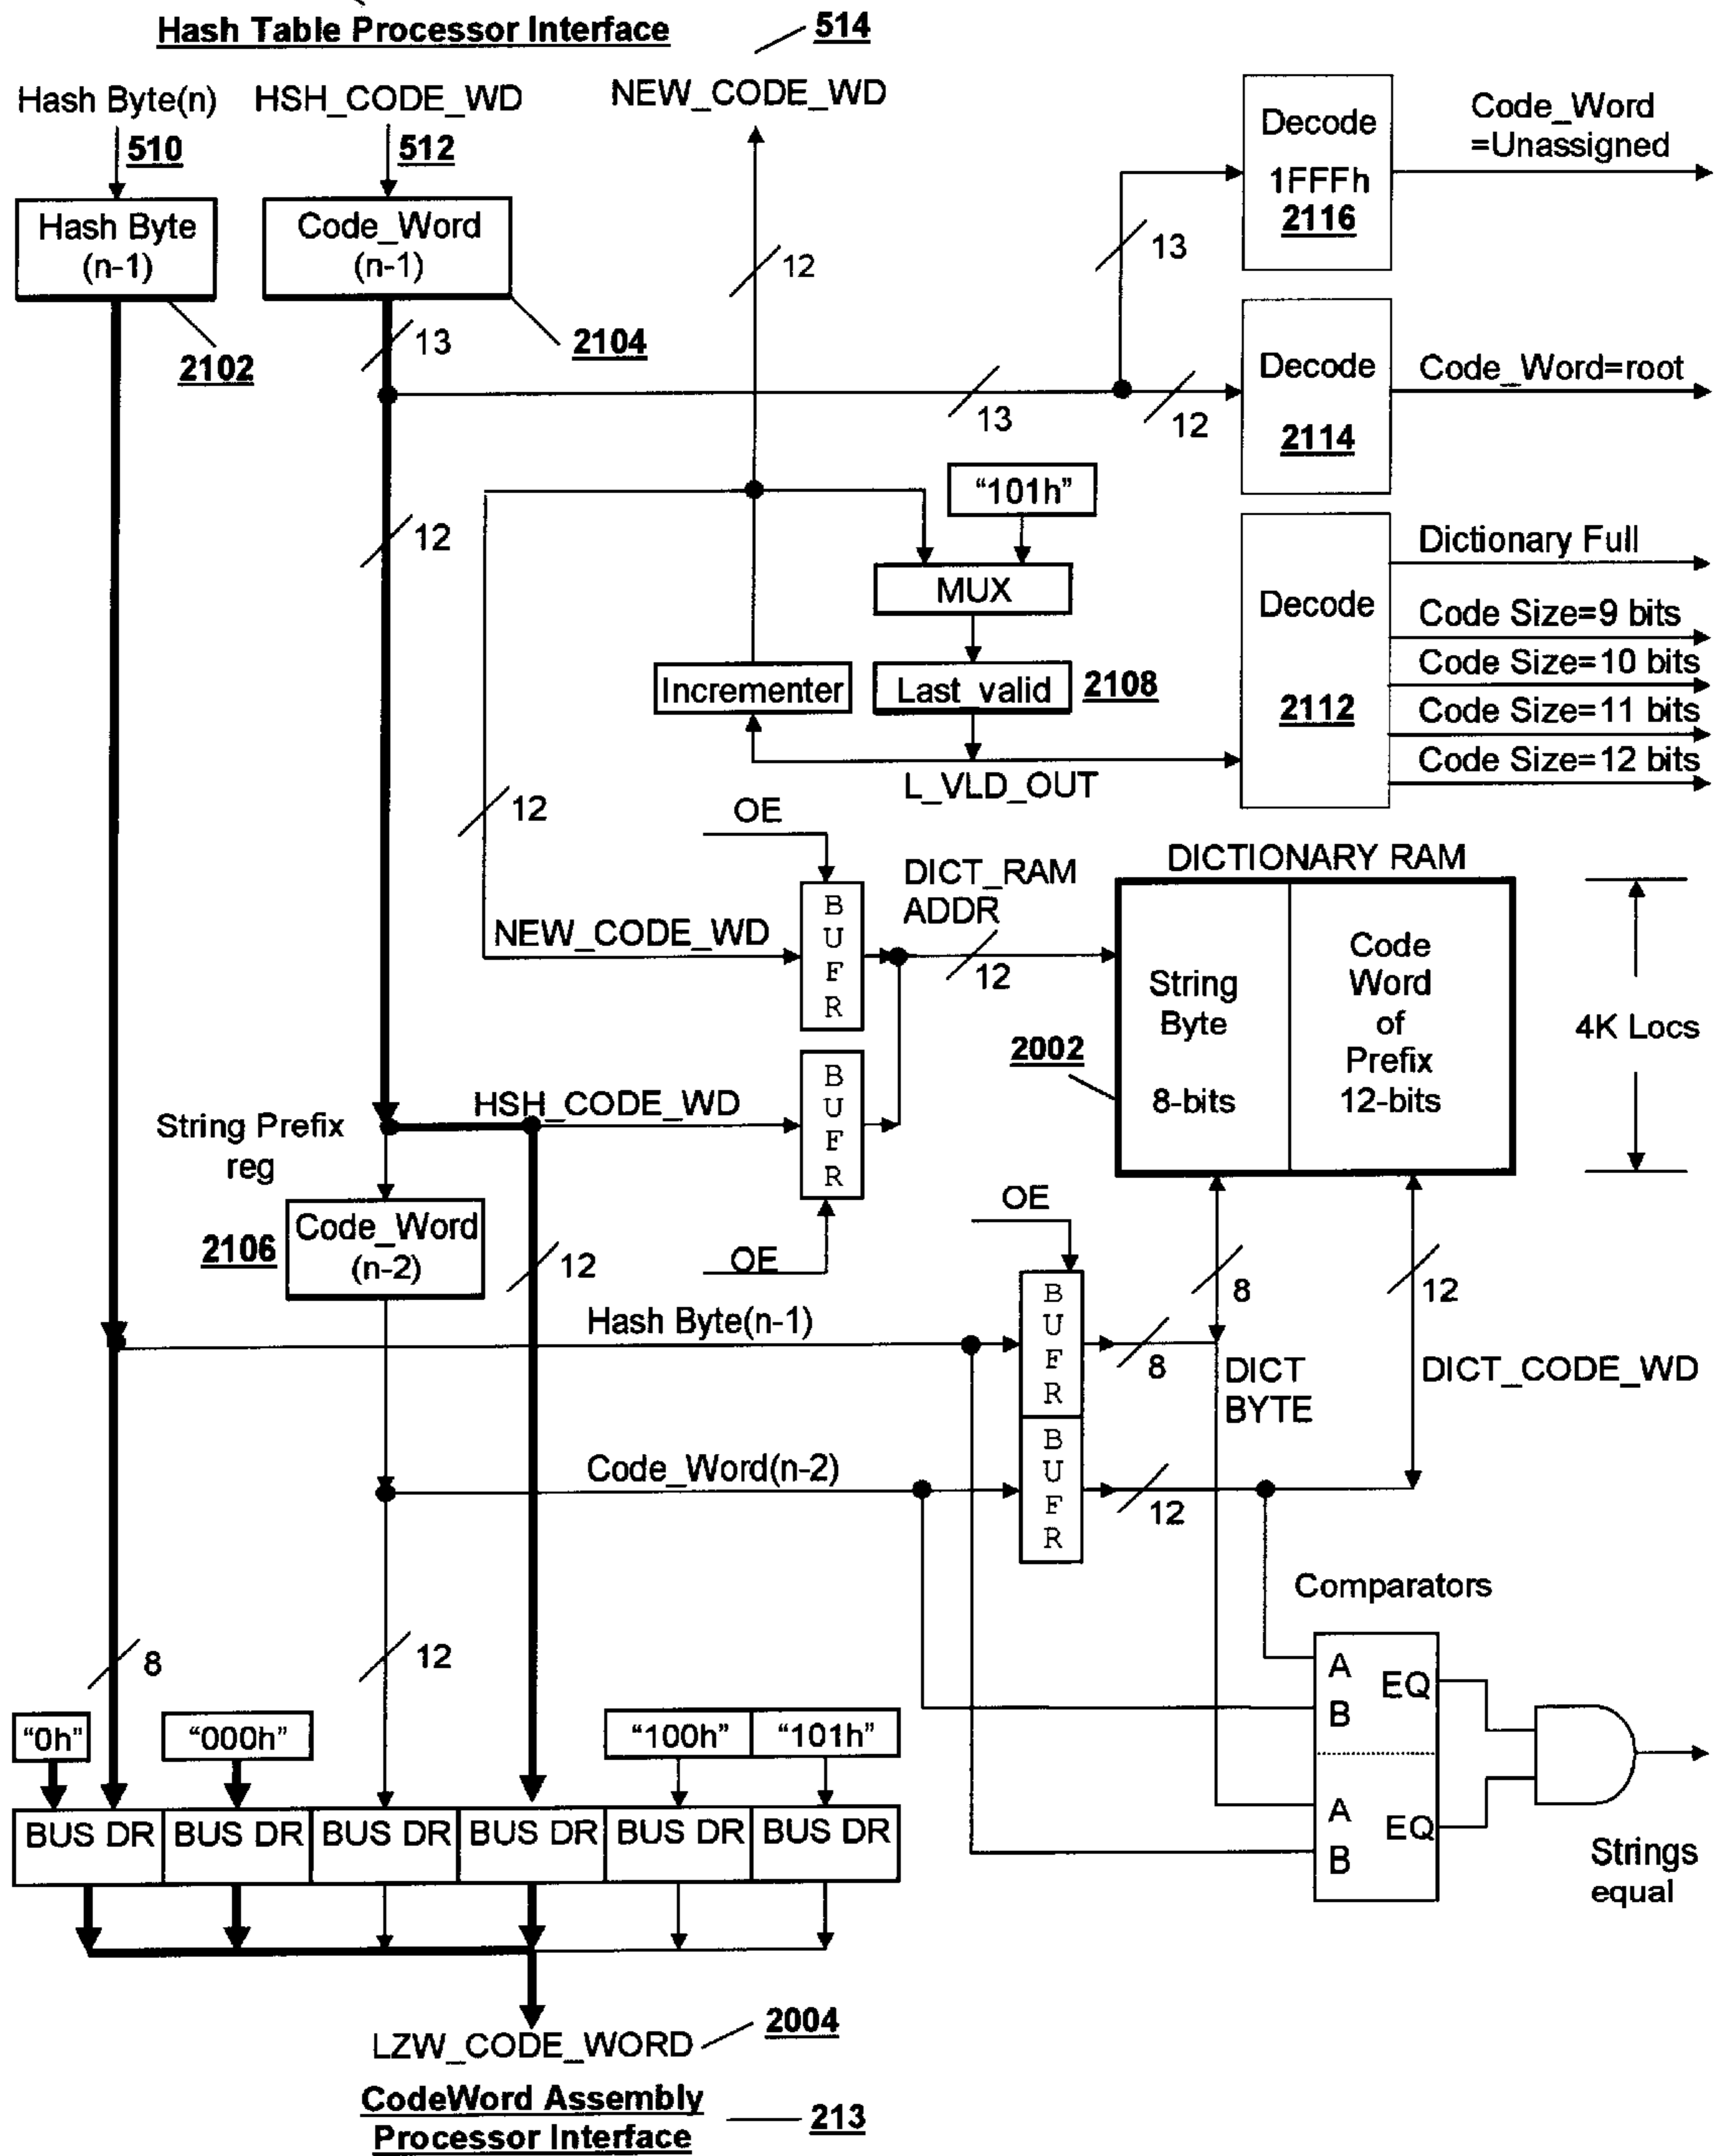 Hash Table Processor Interface
514
Hash Byte(n)
HSH_CODE_WD
NEW_CODE_WD
510
512
Hash Byte
(n-1)
Code_Word
(n-1)
2102
13
2104
12
13
12
13
12
Decode
1FFFh
2116
Code_Word
=Unassigned
Decode
2114
Code_Word=root
"101h"
MUX
Incrementer
Last_valid
2108
L_VLD_OUT
Decode
2112
Dictionary Full
Code Size=9 bits
Code Size=10 bits
Code Size=11 bits
Code Size=12 bits
12
OE
BUFR
NEW_CODE_WD
DICT_RAM
ADDR
12
DICTIONARY RAM
String
Byte
8-bits
Code
Word
of
Prefix
12-bits
4K Locs
2002
String Prefix
reg
HSH_CODE_WD
BUFR
OE
2106
Code_Word
(n-2)
12
OE
BUFR
8
12
Hash Byte(n-1)
8
DICT
BYTE
DICT_CODE_WD
Code_Word(n-2)
BUFR
12
Comparators
A
B
EQ
A
B
EQ
Strings
equal
8
12
"0h"
"000h"
"100h"
"101h"
BUS DR
BUS DR
BUS DR
BUS DR
BUS DR
BUS DR
LZW_CODE_WORD
2004
CodeWord Assembly
Processor Interface
213